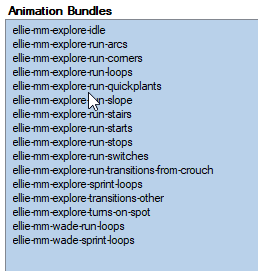 Animation Bundles
ellie-mm-explore-idle
ellie-mm-explore-run-arcs
ellie-mm-explore-run-corners
ellie-mm-explore-run-loops
ellie-mm-explore-run-quickplants
ellie-mm-explore-run-slope
ellie-mm-explore-run-stairs
ellie-mm-explore-run-starts
ellie-mm-explore-run-stops
ellie-mm-explore-run-switches
ellie-mm-explore-run-transitions-from-crouch
ellie-mm-explore-sprint-loops
ellie-mm-explore-transitions-other
ellie-mm-explore-turns-on-spot
ellie-mm-wade-run-loops
ellie-mm-wade-sprint-loops